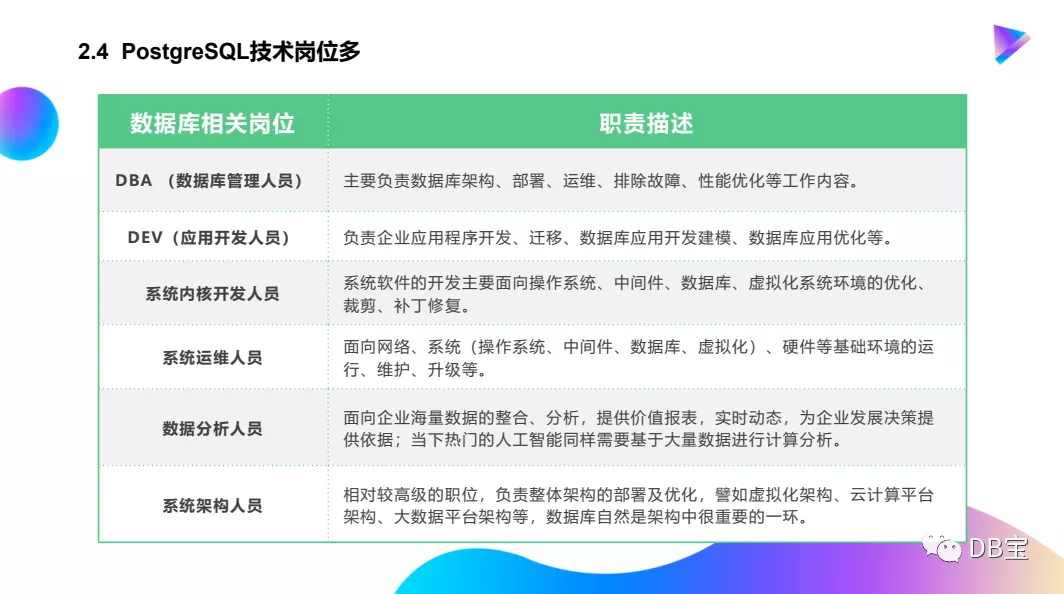 2.4 PostgreSQL技术岗位多
数据库相关岗位
职责描述
DBA （数据库管理人员）
主要负责数据库架构、部署、运维、排除故障、性能优化等工作内容。
DEV（应用开发人员）
负责企业应用程序开发、迁移、数据库应用开发建模、数据库应用优化等。
系统内核开发人员
系统软件的开发主要面向操作系统、中间件、数据库、虚拟化系统环境的优化、
裁剪、补丁修复。
系统运维人员
面向网络、系统（操作系统、中间件、数据库、虚拟化）、硬件等基础环境的运
行、维护、升级等。
数据分析人员
面向企业海量数据的整合、分析，提供价值报表，实时动态，为企业发展决策提
供依据；当下热门的人工智能同样需要基于大量数据进行计算分析。
系统架构人员
相对较高级的职位，负责整体架构的部署及优化，譬如虚拟化架构、云计算平台
架构、大数据平台架构等，数据库自然是架构中很重要的一环。
DB宝